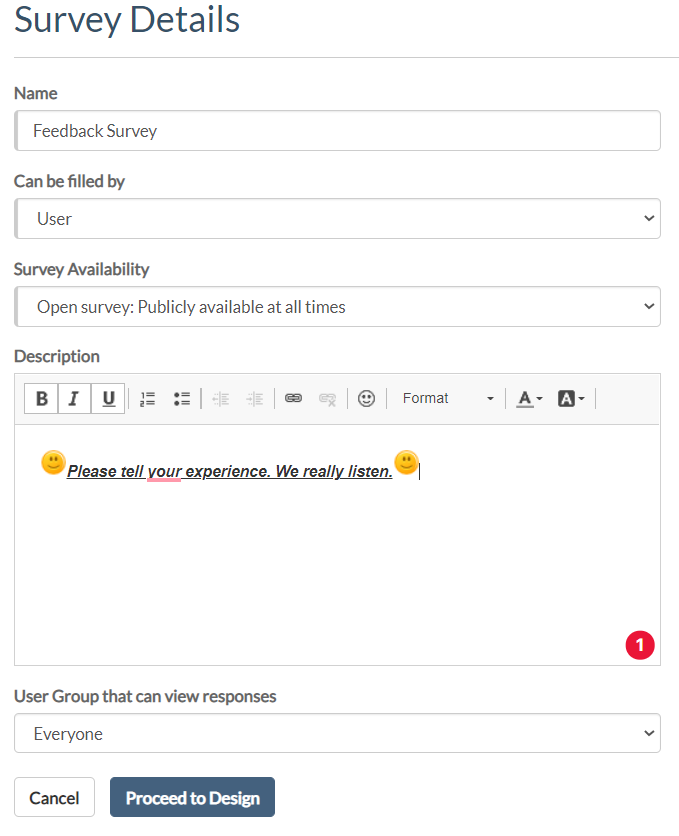 Survey Details
Name
Feedback Survey
Can be filled by
User
Survey Availability
Open survey: Publicly available at all times
Description
B I U Format A A
Please tell your experience. We really listen.
1
User Group that can view responses
Everyone
Cancel Proceed to Design